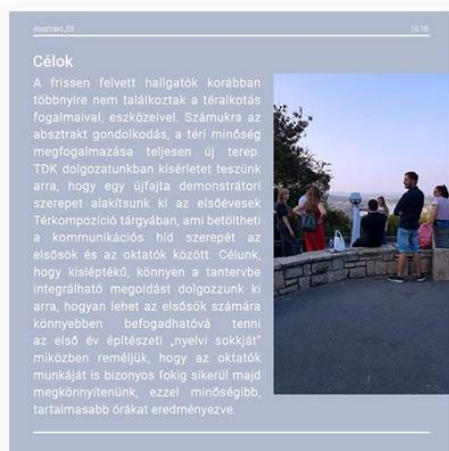 Absztrakt_03
10.18.
Célok
A frissen felvett hallgatók korábban
többnyire nem találkoztak a téralkotás
fogalmaival, eszközeivel. Számukra az
absztrakt gondolkodás, a téri minőség
megfogalmazása teljesen új terep.
TDK dolgozatunkban kísérletet teszünk
arra, hogy egy újfajta demonstrátori
szerepet alakítsunk ki az elsőévesek
Térkompozíció tárgyában, ami betöltheti
a kommunikációs híd szerepét az
elsősök és az oktatók között. Célunk,
hogy kisléptékű, könnyen a tantervbe
integrálható megoldást dolgozzunk ki
arra, hogyan lehet az elsősök számára
könnyebben befogadhatóvá tenni
az első év építészeti „nyelvi sokkját”
miközben reméljük, hogy az oktatók
munkáját is bizonyos fokig sikerül majd
megkönnyítenünk, ezzel minőségibb,
tartalmasabb órákat eredményezve.